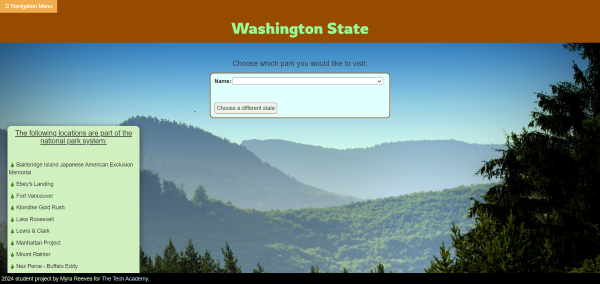 ☰ Navigation Menu
Washington State
Choose which park you would like to visit:
Name:
Choose a different state
The following locations are part of the
national park system:
Bainbridge Island Japanese American Exclusion
Memorial
Ebey's Landing
Fort Vancouver
Klondike Gold Rush
Lake Roosevelt
Lewis & Clark
Manhattan Project
Mount Rainier
Nez Perce - Buffalo Eddy
2024 student project by Myra Reeves for The Tech Academy.